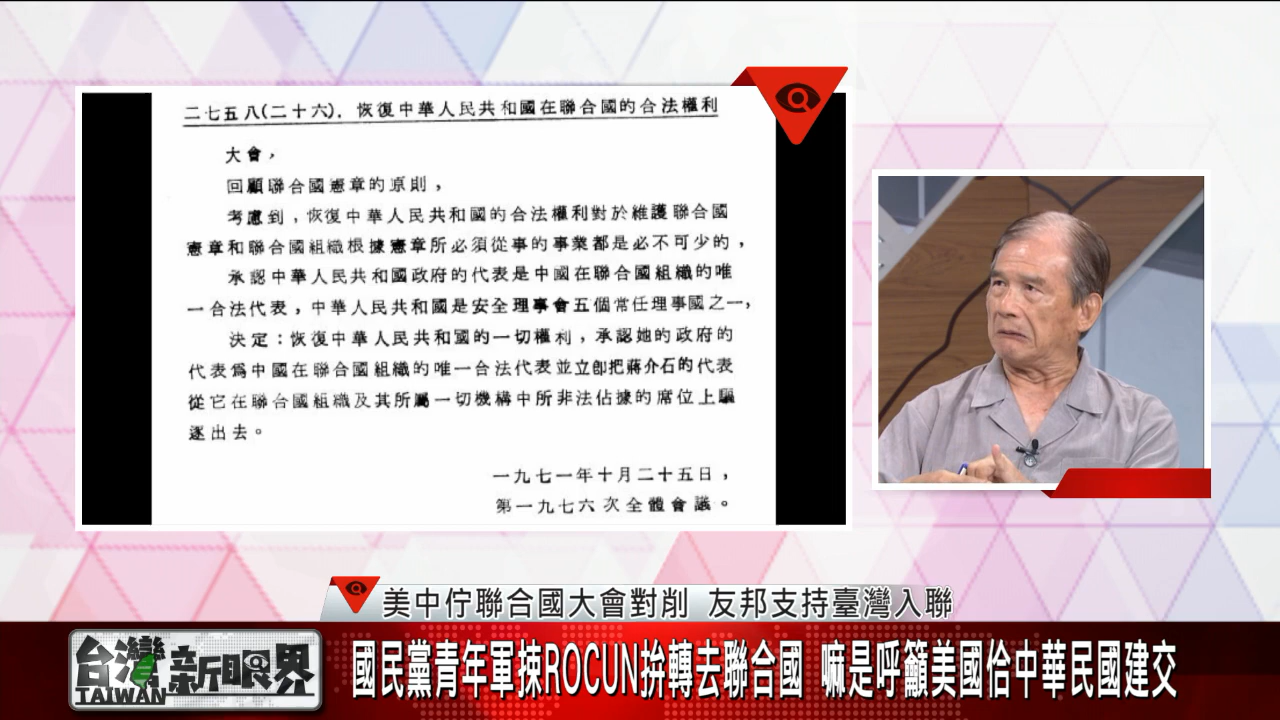 二七五八(二十六)．恢復中華人民共和國在聯合國的合法權利
大會，
回顧聯合國憲章的原則，
考慮到，恢復中華人民共和國的合法權利對於維護聯合國
憲章和聯合國組織根據憲章所必須從事的事業都是必不可少的，
承認中華人民共和國政府的代表是中國在聯合國組織的唯
一合法代表，中華人民共和國是安全理事會五個常任理事國之一，
決定：恢復中華人民共和國的一切權利，承認她的政府的
代表爲中國在聯合國組織的唯一合法代表並立卽把蔣介石的代表
從它在聯合國組織及其所屬一切機構中所非法佔據的席位上驅
逐出去。
一九七一年十月二十五日，
第一九七六次全體會議。
美中佇聯合國大會對削 友邦支持臺灣入聯
國民黨青年軍捒ROCUN拚轉去聯合國 嘛是呼籲美國佮中華民國建交
台灣新眼界
TAIWAN